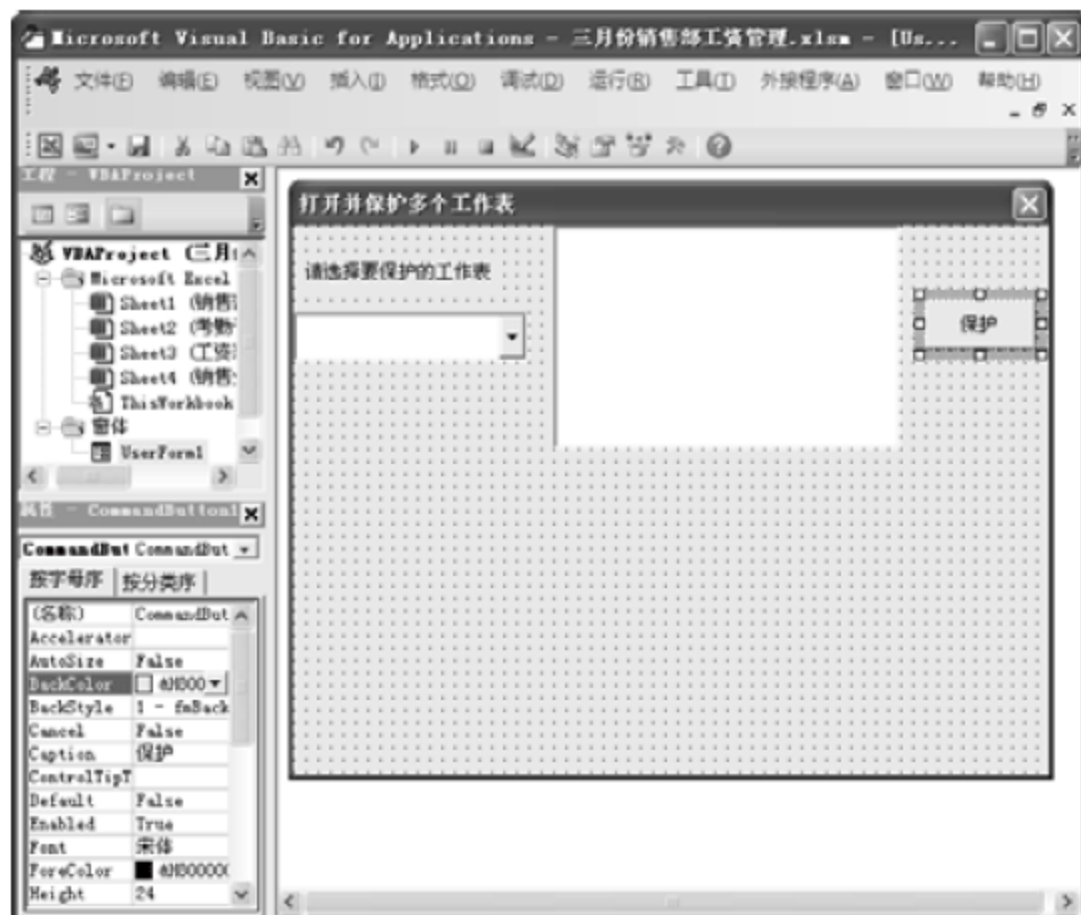 Microsoft Visual Basic for Applications - 三月份销售部工资管理.xlsm - [Us...
文件(F) 编辑(E) 视图(V) 插入(I) 格式(O) 调试(D) 运行(R) 工具(T) 外接程序(A) 窗口(W) 帮助(H)
工程 - VBAProject
VBAProject (三月
Microsoft Excel
Sheet1 (销售
Sheet2 (考勤
Sheet3 (工资
Sheet4 (销售
ThisWorkbook
窗体
UserForm1
属性 - CommandButton1
CommandBut CommandBut
按字母序 按分类序
(名称) CommandBut
Accelerator
AutoSize False
BackColor &H800
BackStyle 1 - fmBack
Cancel False
Caption 保护
ControlTipT
Default False
Enabled True
Font 宋体
ForeColor &H800000
Height 24
打开并保护多个工作表
请选择要保护的工作表
保护